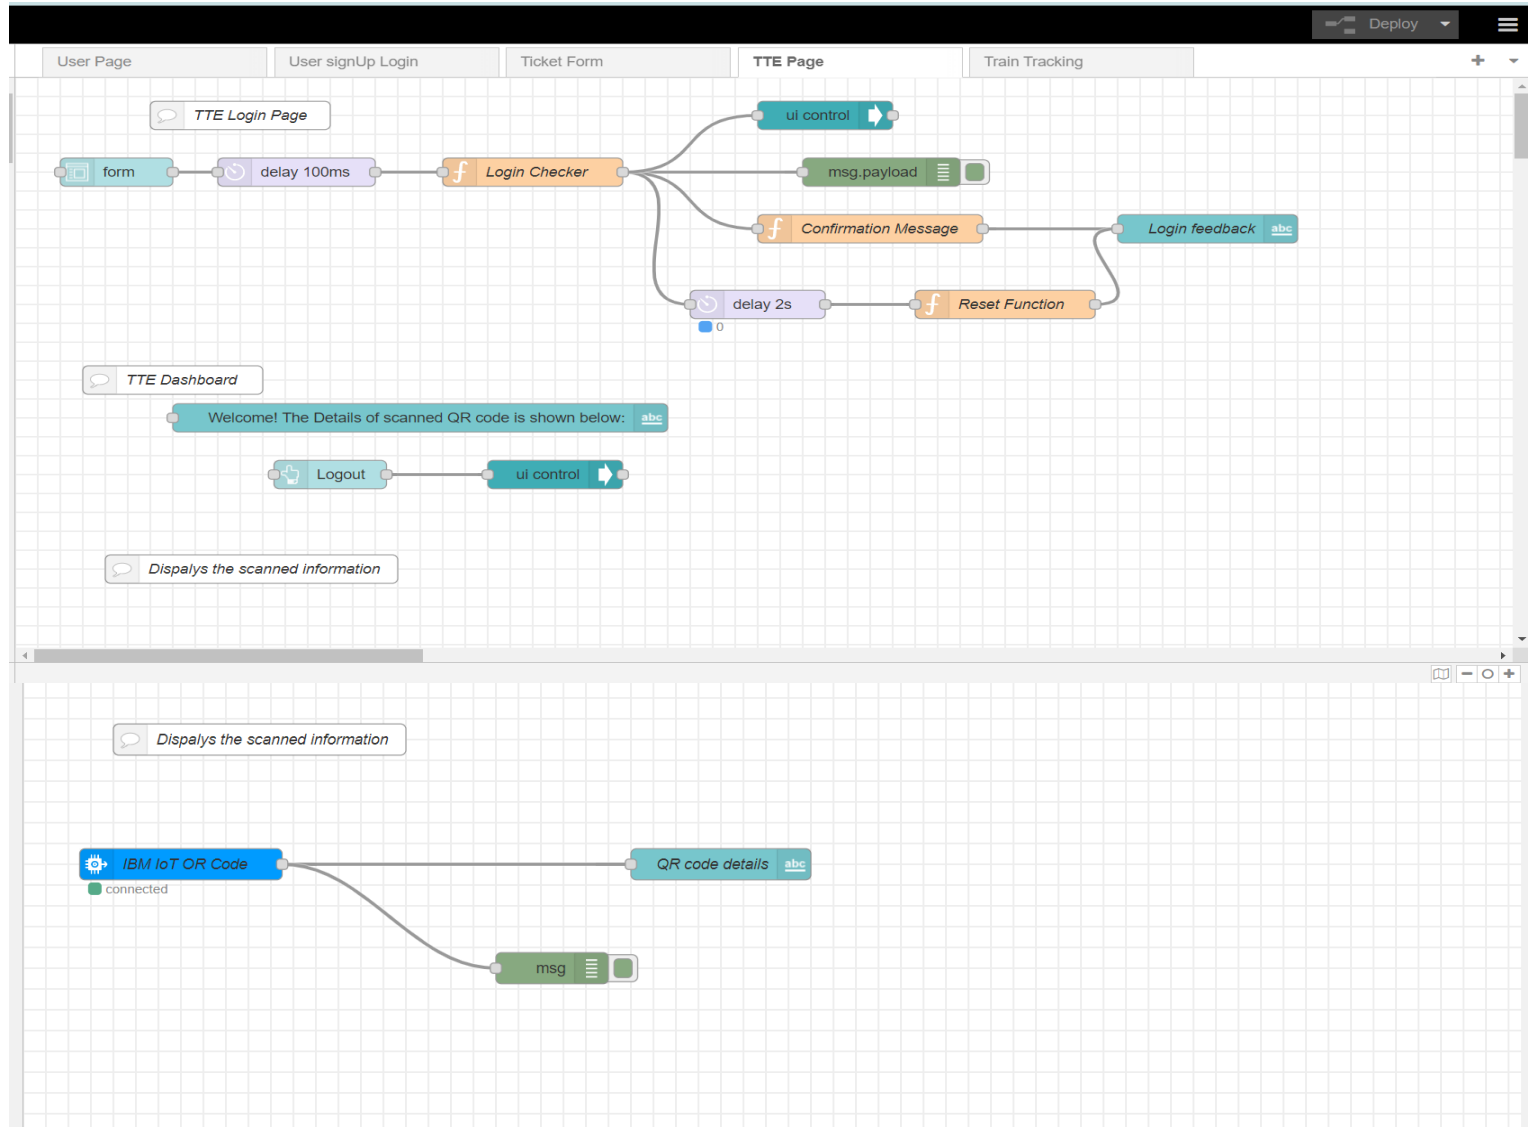 Deploy
User Page
User signUp Login
Ticket Form
TTE Page
Train Tracking
TTE Login Page
ui control
form
delay 100ms
Login Checker
msg.payload
Confirmation Message
Login feedback
abc
delay 2s
Reset Function
0
TTE Dashboard
Welcome! The Details of scanned QR code is shown below:
abc
Logout
ui control
Dispalys the scanned information
Dispalys the scanned information
IBM IoT OR Code
QR code details
abc
connected
msg